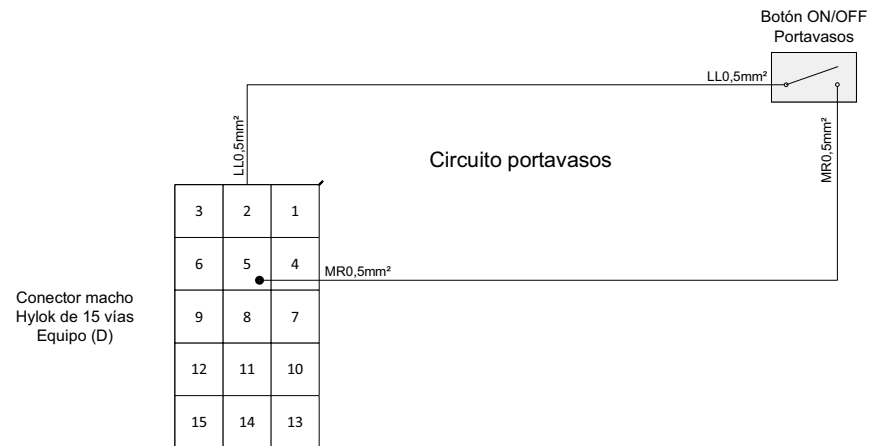 Botón ON/OFF
Portavasos
LL0,5mm²
LL0,5mm²
MR0,5mm²
Circuito portavasos
3 2 1
6 5 4
MR0,5mm²
Conector macho
Hylok de 15 vías
Equipo (D)
9 8 7
12 11 10
15 14 13